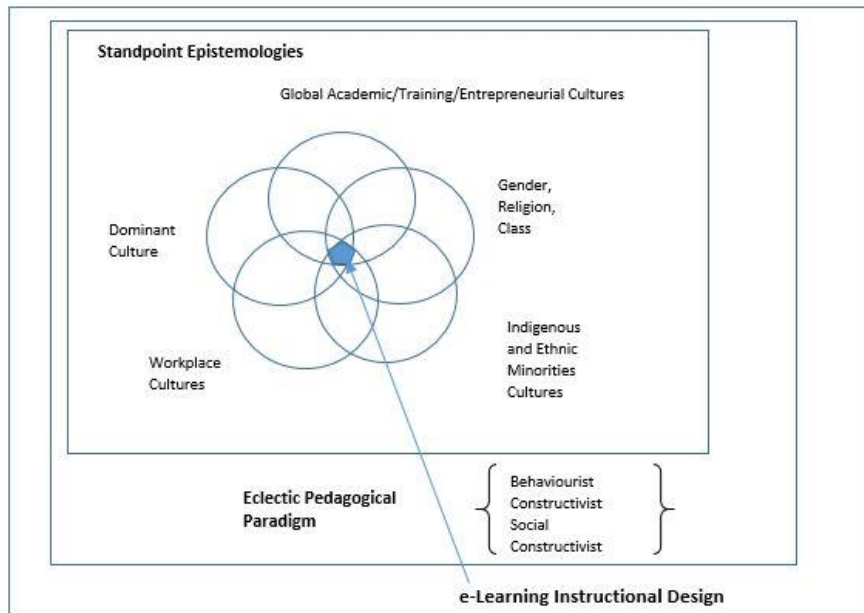 Standpoint Epistemologies
Global Academic/Training/Entrepreneurial Cultures
Gender,
Religion,
Class
Dominant
Culture
Indigenous
and Ethnic
Minorities
Cultures
Workplace
Cultures
Eclectic Pedagogical
Paradigm
Behaviourist
Constructivist
Social
Constructivist
e-Learning Instructional Design